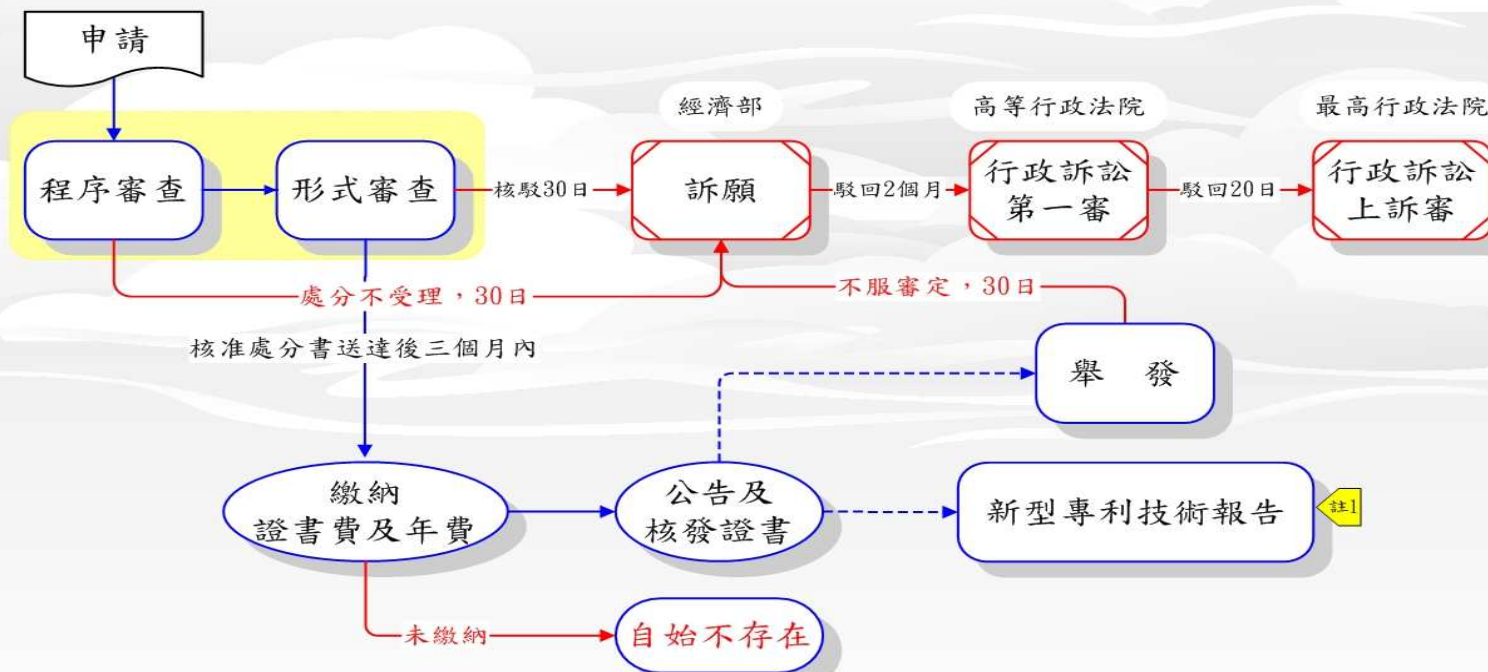 申請
經濟部
高等行政法院
最高行政法院
程序審查
形式審查
核駁30日
訴願
駁回2個月
行政訴訟
第一審
駁回20日
行政訴訟
上訴審
處分不受理，30日
不服審定，30日
核准處分書送達後三個月內
舉 發
繳納
證書費及年費
公告及
核發證書
新型專利技術報告
註1
未繳納
自始不存在